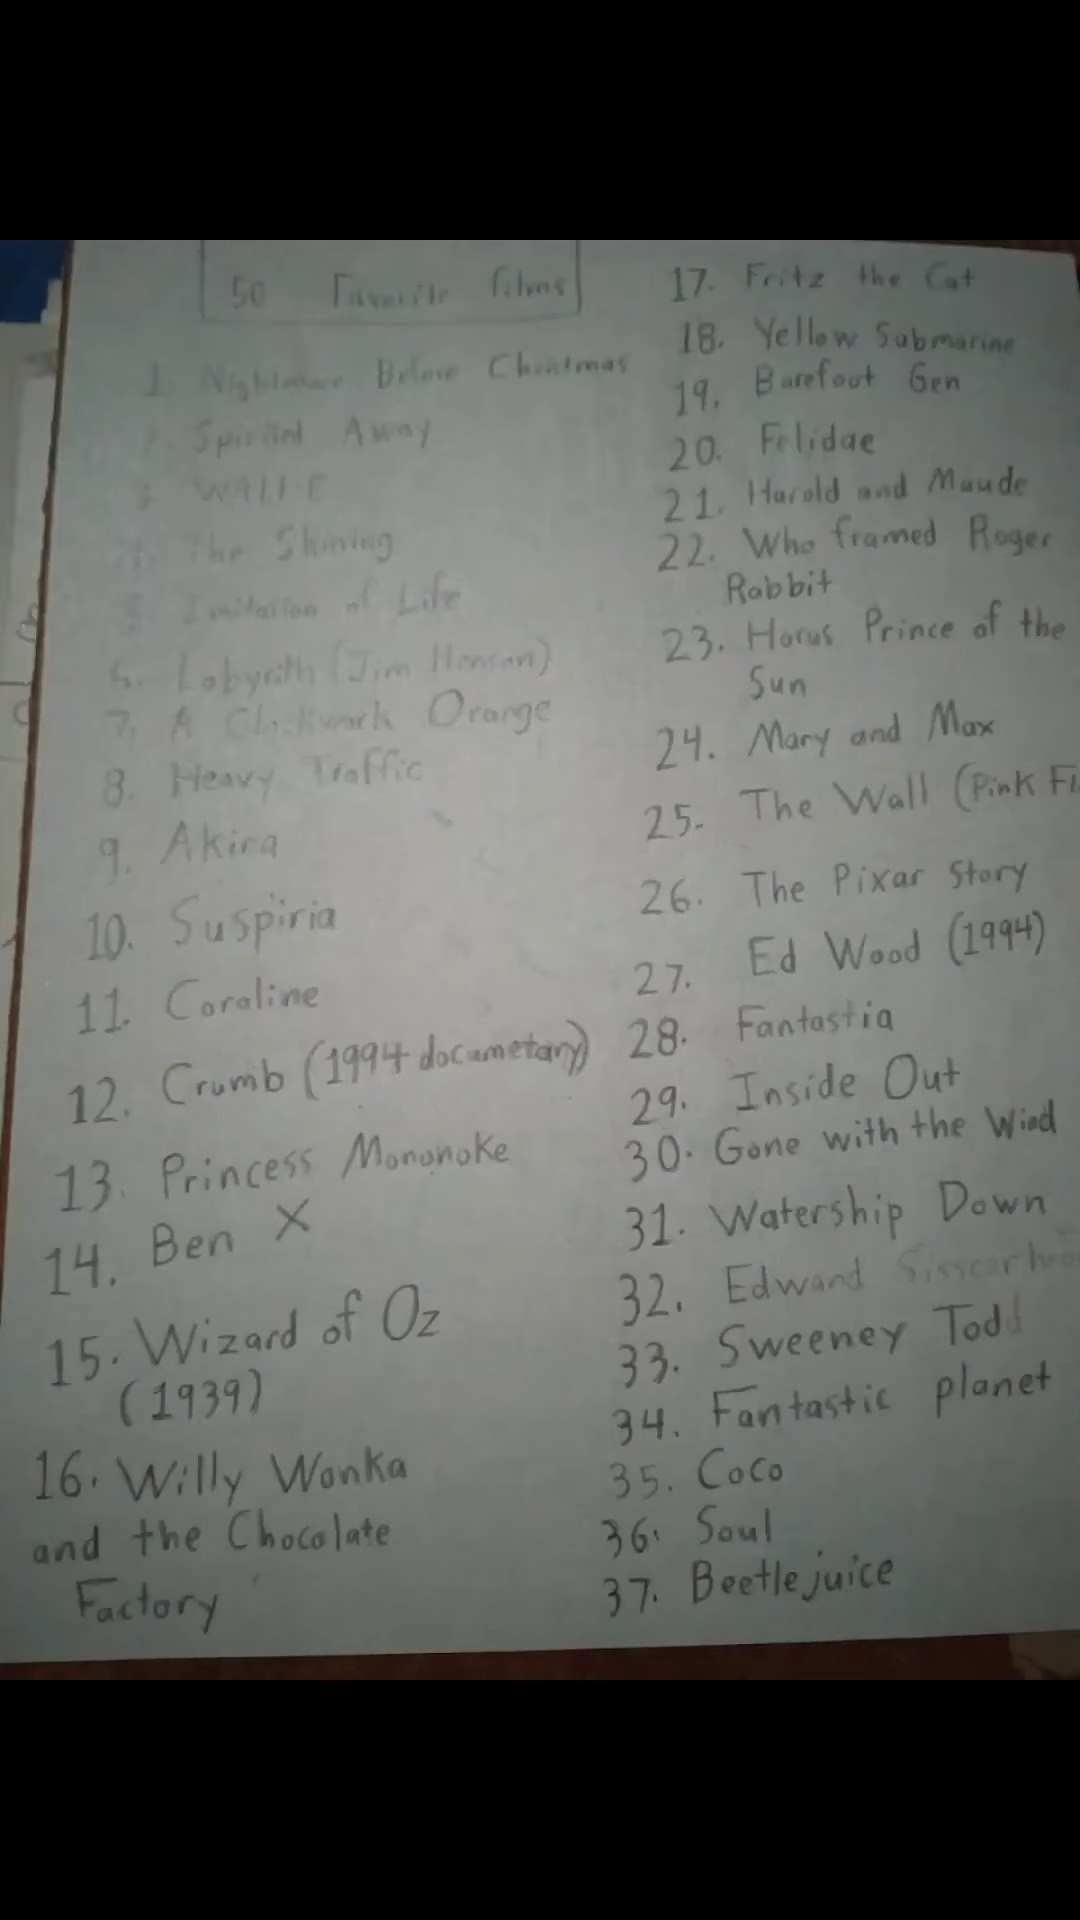 50 Favorite films
1. Nightmare Before Christmas
2. Spirited Away
3. WALL E
4. The Shining
5. Imitation of Life
6. Labyrith (Jim Henson)
7. A Clockwork Orange
8. Heavy Traffic
9. Akira
10. Suspiria
11. Coraline
12. Crumb (1994 documetary)
13. Princess Mononoke
14. Ben X
15. Wizard of Oz
(1939)
16. Willy Wonka
and the Chocolate
Factory
17. Fritz the Cat
18. Yellow Submarine
19. Barefoot Gen
20. Felidae
21. Harold and Maude
22. Who framed Roger
Rabbit
23. Horus Prince of the
Sun
24. Mary and Max
25. The Wall (Pink Fl
26. The Pixar Story
27. Ed Wood (1994)
28. Fantastia
29. Inside Out
30. Gone with the Wind
31. Watership Down
32. Edward
33. Sweeney Todd
34. Fantastic planet
35. Coco
36. Soul
37. Beetlejuice